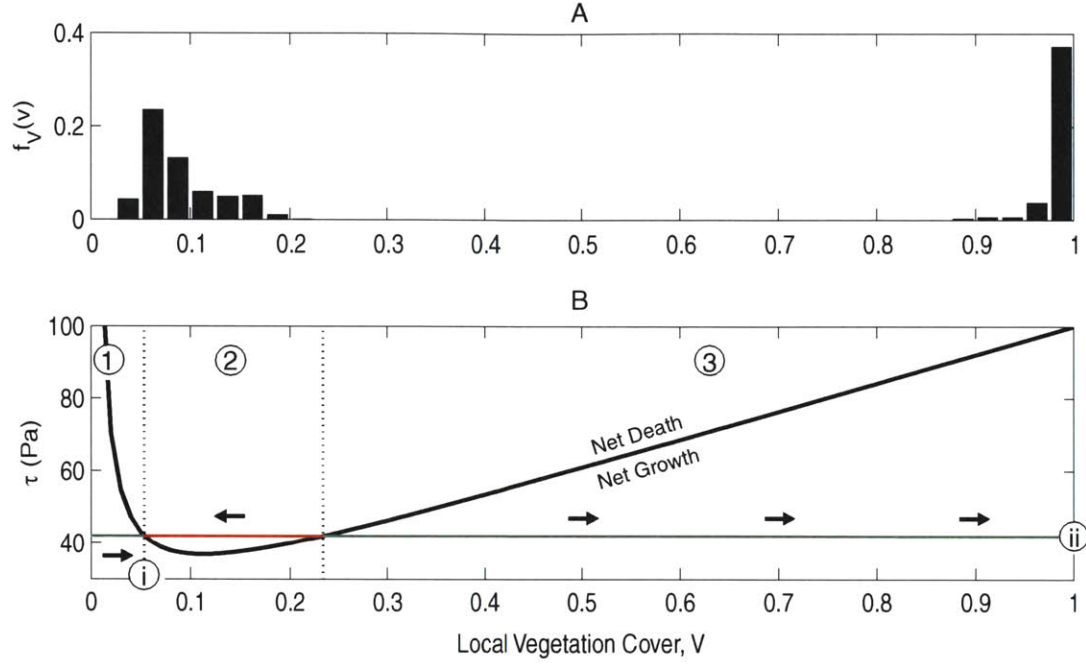 A
0.4
0.2
0
f_V(v)
0 0.1 0.2 0.3 0.4 0.5 0.6 0.7 0.8 0.9 1
B
100
80
60
40
τ (Pa)
1 2 3
Net Death
Net Growth
i
ii
0 0.1 0.2 0.3 0.4 0.5 0.6 0.7 0.8 0.9 1
Local Vegetation Cover, V